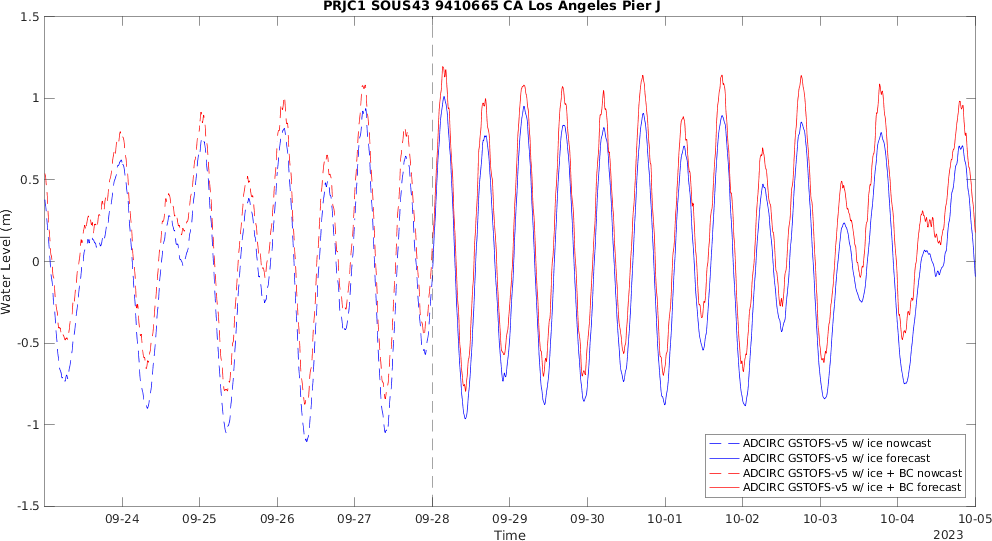 PRJC1 SOUS43 9410665 CA Los Angeles Pier J
1.5
1
0.5
0
-0.5
-1
-1.5
Water Level (m)
09-24 09-25 09-26 09-27 09-28 09-29 09-30 10-01 10-02 10-03 10-04 10-05
Time
2023
ADCIRC GSTOFS-v5 w/ ice nowcast
ADCIRC GSTOFS-v5 w/ ice forecast
ADCIRC GSTOFS-v5 w/ ice + BC nowcast
ADCIRC GSTOFS-v5 w/ ice + BC forecast